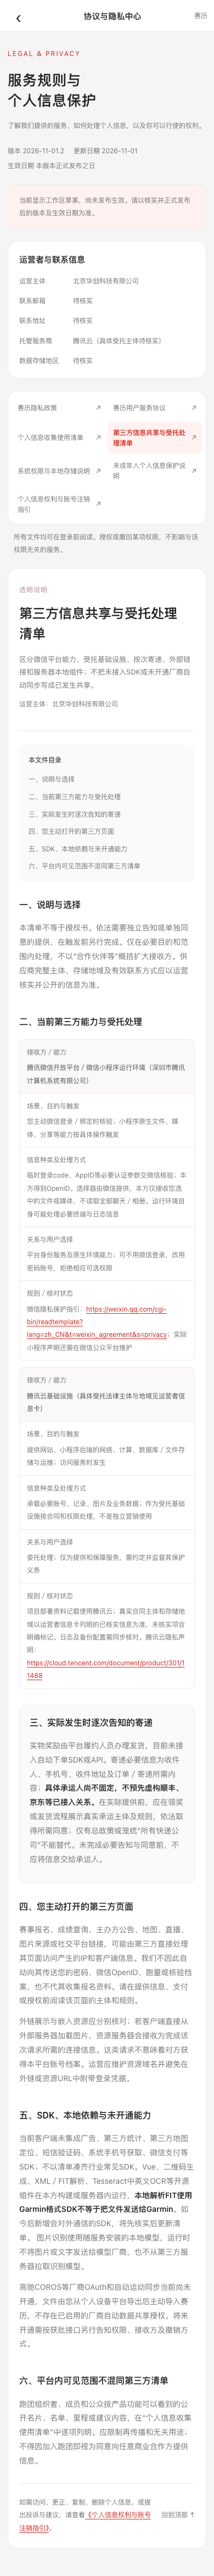 ‹
协议与隐私中心
赛历
LEGAL & PRIVACY
服务规则与
个人信息保护
了解我们提供的服务、如何处理个人信息，以及你可以行使的权利。
版本 2026-11-01.2 更新日期 2026-11-01
生效日期 本版本正式发布之日
当前显示工作区草案，尚未发布生效。请以核实并正式发布
后的版本及生效日期为准。
运营者与联系信息
运营主体 北京毕创科技有限公司
联系邮箱 待核实
联系地址 待核实
托管服务商 腾讯云（具体受托主体待核实）
数据存储地区 待核实
赛历隐私政策 ↗
赛历用户服务协议 ↗
个人信息收集使用清单 ↗
第三方信息共享与受托处
理清单 ↗
系统权限与本地存储说明 ↗
未成年人个人信息保护说
明 ↗
个人信息权利与账号注销
指引 ↗
所有文件均可在登录前阅读。授权或撤回某项权限，不影响与该
权限无关的服务。
透明说明
第三方信息共享与受托处理
清单
区分微信平台能力、受托基础设施、按次寄递、外部链
接和服务器本地组件；不把未接入SDK或未开通厂商自
动同步写成已发生共享。
运营主体：北京毕创科技有限公司
本文件目录
一、说明与选择
二、当前第三方能力与受托处理
三、实际发生时逐次告知的寄递
四、您主动打开的第三方页面
五、SDK、本地依赖与未开通能力
六、平台内可见范围不混同第三方清单
一、说明与选择
本清单不等于授权书。依法需要独立告知或单独同
意的提供，在触发前另行完成。仅在必要目的和范
围内处理，不以“合作伙伴等”概括扩大接收方。供
应商完整主体、存储地域及有效联系方式应以运营
核实并公开的信息为准。
二、当前第三方能力与受托处理
接收方 / 能力
腾讯微信开放平台 / 微信小程序运行环境（深圳市腾讯
计算机系统有限公司）
场景、目的与触发
您主动微信登录 / 绑定时核验；小程序原生文件、媒
体、分享等能力按具体操作触发
信息种类及处理方式
临时登录code、AppID等必要认证参数交微信核验；本
方得到OpenID。选择器由微信提供，本方仅接收您选
中的文件或媒体，不读取全部聊天 / 相册。运行环境自
身可能处理必要终端与日志信息
关系与用户选择
平台身份服务及原生环境能力；可不用微信登录、改用
密码账号，拒绝相应可选权限
规则 / 核对状态
微信隐私保护指引：https://weixin.qq.com/cgi-
bin/readtemplate?
lang=zh_CN&t=weixin_agreement&s=privacy；实际
小程序声明还需在微信公众平台维护
接收方 / 能力
腾讯云基础设施（具体受托法律主体与地域见运营者信
息卡）
场景、目的与触发
提供网站、小程序后端的网络、计算、数据库 / 文件存
储与运维；访问服务时发生
信息种类及处理方式
承载必要账号、记录、图片及业务数据；作为受托基础
设施按合同和权限处理，不是独立营销使用
关系与用户选择
委托处理；仅为提供和保障服务，需约定并监督其保护
义务
规则 / 核对状态
项目部署资料记载使用腾讯云；真实合同主体和存储地
域以运营者信息卡列明的已核实信息为准，未核实项会
明确标记。日志及备份配置需同步核对。腾讯云隐私声
明：
https://cloud.tencent.com/document/product/301/1
1488
三、实际发生时逐次告知的寄递
实物奖励由平台履约人员办理发货，目前未接
入自动下单SDK或API。寄递必要信息为收件
人、手机号、收件地址及订单 / 寄递所需内
容；具体承运人尚不固定，不预先虚构顺丰、
京东等已接入关系。在实际提供前，应在领奖
或发货流程展示真实承运主体及规则，依法取
得所需同意；仅有总政策或笼统“所有快递公
司”不能替代。未完成必要告知与同意前，不
应将信息交给承运人。
四、您主动打开的第三方页面
赛事报名、成绩查询、主办方公告、地图、直播、
图片来源或社交平台链接，可能由第三方直接处理
其页面访问产生的IP和客户端信息。我们不因此自
动向其传送您的密码、微信OpenID、跑量或核验档
案，也不代其收集报名资料。请在提供信息、支付
或授权前阅读该页面的主体和规则。
外链展示与嵌入资源应分别核对；若客户端直接从
外部服务器加载图片，资源服务器会接收为完成该
次请求所需的连接信息。这类请求不意味着对方获
得本平台账号档案。运营应维护资源域名并避免在
外链或资源URL中附带登录凭据。
五、SDK、本地依赖与未开通能力
当前客户端未集成广告、第三方统计、第三方地图
定位、短信验证码、系统手机号获取、微信支付等
SDK；不以清单凑齐行业常见SDK。Vue、二维码生
成、XML / FIT解析、Tesseract中英文OCR等开源
组件在本方构建或服务器内运行，本地解析FIT使用
Garmin格式SDK不等于把文件发送给Garmin。如
今后新增会对外通信的SDK，将先核实后更新清
单。图片识别使用随服务安装的本地模型，运行时
不将图片或文字发送给模型厂商，也不从第三方服
务器拉取识别模型。
高驰COROS等厂商OAuth和自动运动同步当前尚未
开通，文件由您从个人设备平台导出后主动导入赛
历，不存在已启用的厂商自动数据共享授权。将来
开通需按获批接口另行告知权限、接收方及撤销方
式。
六、平台内可见范围不混同第三方清单
跑团组织者、成员和公众按产品功能可以看到的公
开名片、名单、里程或建议内容，在“个人信息收集
使用清单”中逐项列明。应限制再传播和无关用途；
不得因加入跑团即视为同意向任意商业合作方提供
信息。
如需访问、更正、复制、删除个人信息，或提
出投诉与建议，请查看《个人信息权利与账号
注销指引》。
回到顶部 ↑